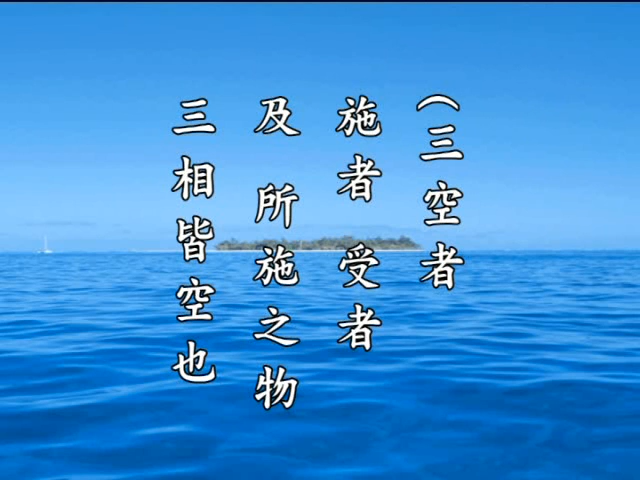 （三空者
施者 受者
及 所施之物
三相皆空也